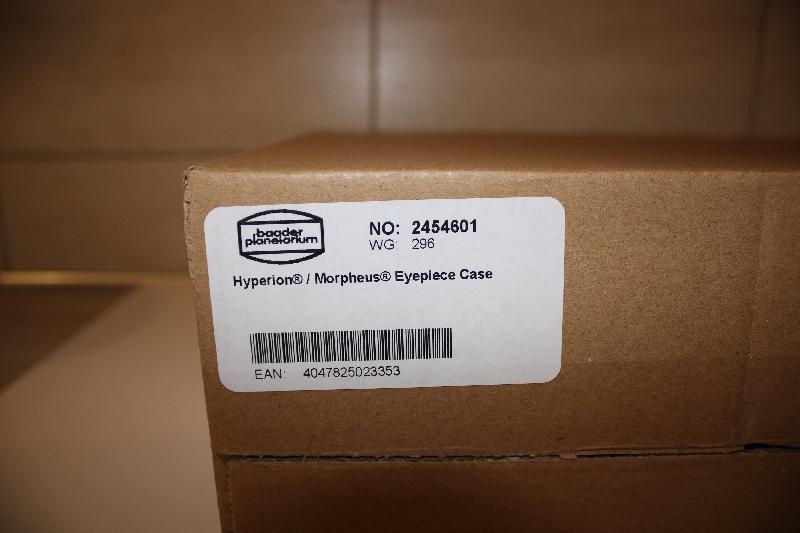 baader
planetarium
NO: 2454601
WG: 296
Hyperion® / Morpheus® Eyepiece Case
EAN: 4047825023353